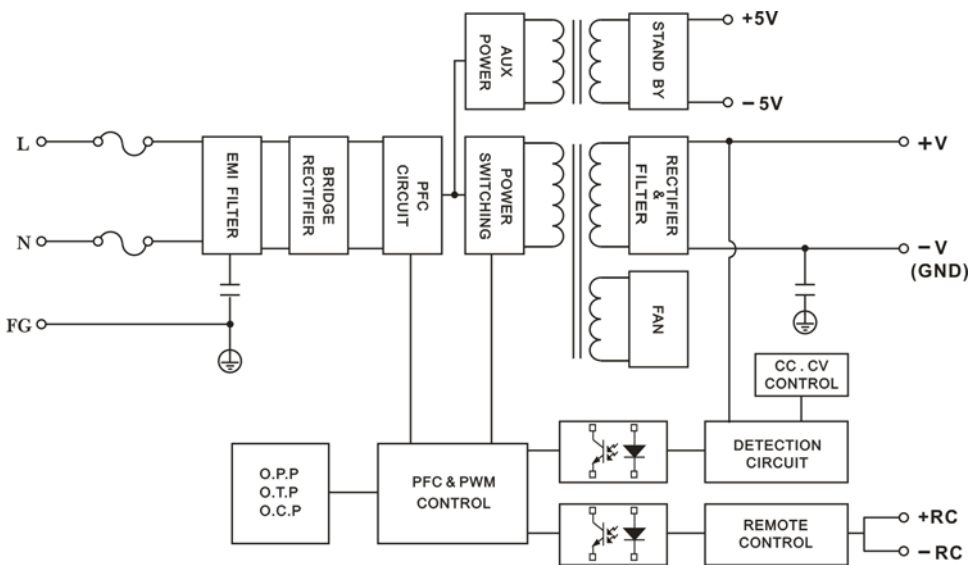 AUX
POWER
STAND BY
+5V
−5V
L
N
FG
EMI FILTER
BRIDGE
RECTIFIER
PFC
CIRCUIT
POWER
SWITCHING
RECTIFIER
&
FILTER
+V
−V
(GND)
FAN
CC . CV
CONTROL
O.P.P
O.T.P
O.C.P
PFC & PWM
CONTROL
DETECTION
CIRCUIT
REMOTE
CONTROL
+RC
−RC